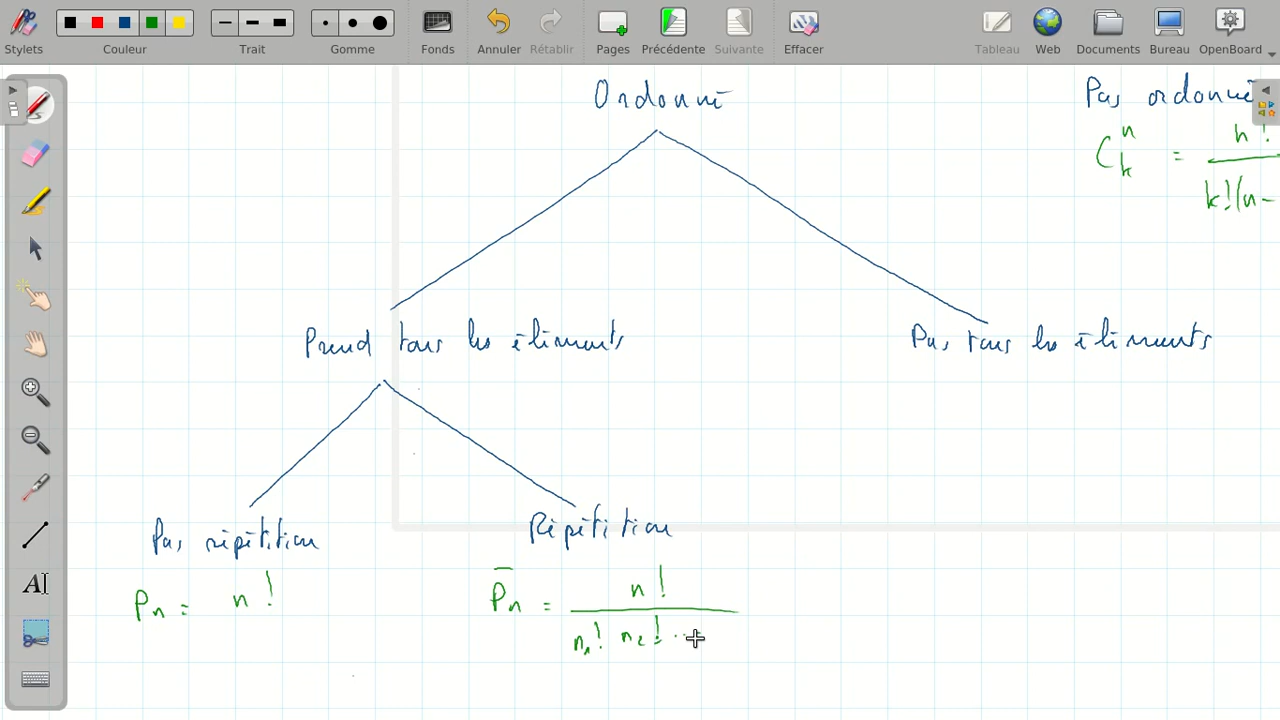 Stylets Couleur Trait Gomme Fonds Annuler Rétablir Pages Précédente Suivante Effacer Tableau Web Documents Bureau OpenBoard
Ordonné
Pas ordonné
C^n_k = n! / k!(n-
Prend tous les éléments
Pas tous les éléments
Pas répétition
Répétition
Pn = n!
P̄n = n! / n₁! n₂! ...